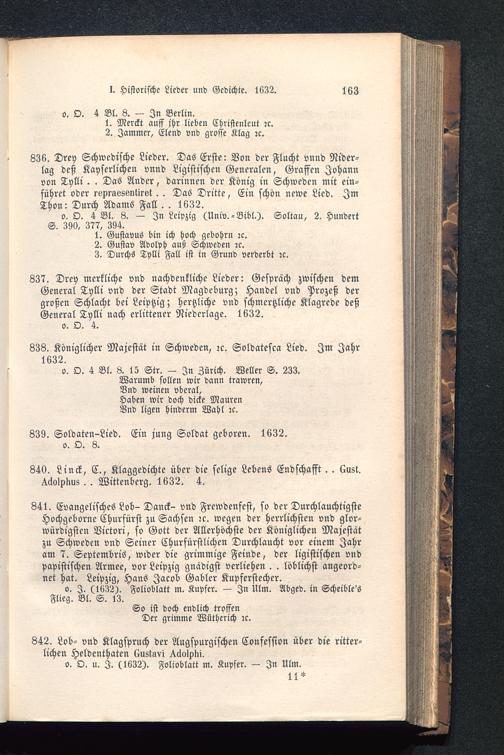 I. Historische Lieder und Gedichte. 1632. 163
o. O. 4 Bl. 8. — In Berlin.
1. Merckt auff jhr lieben Christenleut ꝛc.
2. Jammer, Elend vnd grosse Klag ꝛc.
836. Drey Schwedische Lieder. Das Erste: Von der Flucht vnnd Nider-
lag deß Kayserlichen vnnd Ligistischen Generalen, Graffen Johann
von Tylli . . Das Ander, darinnen der König in Schweden mit ein-
führet oder repraesentiret . . Das Dritte, Ein schön newe Lied. Im
Thon: Durch Adams Fall . . 1632.
o. O. 4 Bl. 8. — In Leipzig (Univ.-Bibl.). Soltau, 2. Hundert
S. 390, 377, 394.
1. Gustavus bin ich hoch gebohrn ꝛc.
2. Gustav Adolph auß Schweden ꝛc.
3. Durchs Tylli Fall ist in Grund verderbt ꝛc.
837. Drey merkliche vnd nachdenkliche Lieder: Gespräch zwischen dem
General Tylli vnd der Stadt Magdeburg; Handel vnd Prozeß der
großen Schlacht bei Leipzig; hertzliche vnd schmertzliche Klagrede deß
General Tylli nach erlittener Niederlage. 1632.
o. O. 4.
838. Königlicher Majestät in Schweden, ꝛc. Soldatesca Lied. Im Jahr
1632.
o. O. 4 Bl. 8. 15 Str. — In Zürich. Weller S. 233.
Warumb sollen wir dann trawren,
Vnd weinen vberal,
Haben wir doch dicke Mauren
Vnd ligen hinderm Wahl ꝛc.
839. Soldaten-Lied. Ein jung Soldat geboren. 1632.
o. O. 8.
840. Linck, C., Klaggedichte über die selige Lebens Endschafft . . Gust.
Adolphus . . Wittenberg. 1632. 4.
841. Evangelisches Lob- Danck- vnd Frewdenfest, so der Durchlauchtigste
Hochgeborne Churfürst zu Sachsen ꝛc. wegen der herrlichsten vnd glor-
würdigsten Victori, so Gott der Allerhöchste der Königlichen Majestät
zu Schweden vnd Seiner Churfürstlichen Durchlaucht vor einem Jahr
am 7. Septembris, wider die grimmige Feinde, der ligistischen vnd
papistischen Armee, vor Leipzig gnädigst verliehen . . löblichst angeord-
net hat. Leipzig, Hans Jacob Gabler Kupferstecher.
o. J. (1632). Folioblatt m. Kupfer. — In Ulm. Abged. in Scheible's
Flieg. Bl. S. 13.
So ist doch endlich troffen
Der grimme Wütherich ꝛc.
842. Lob- vnd Klagspruch der Augspurgischen Confession über die ritter-
lichen Heldenthaten Gustavi Adolphi.
o. O. u. J. (1632). Folioblatt m. Kupfer. — In Ulm.
11*